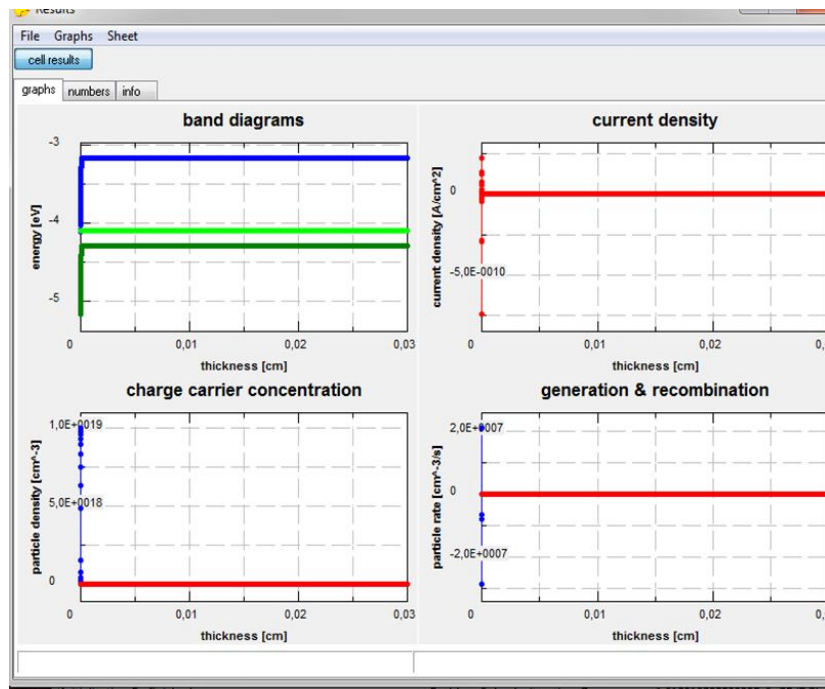 Results
File Graphs Sheet
cell results
graphs numbers info
band diagrams
-3
-4
-5
energy [eV]
0 0,01 0,02 0,03
thickness [cm]
current density
0
-5,0E-0010
current density [A/cm^2]
0 0,01 0,02 0,
thickness [cm]
charge carrier concentration
1,0E+0019
5,0E+0018
0
particle density [cm^-3]
0 0,01 0,02 0,03
thickness [cm]
generation & recombination
2,0E+0007
0
-2,0E+0007
particle rate [cm^-3/s]
0 0,01 0,02 0,
thickness [cm]